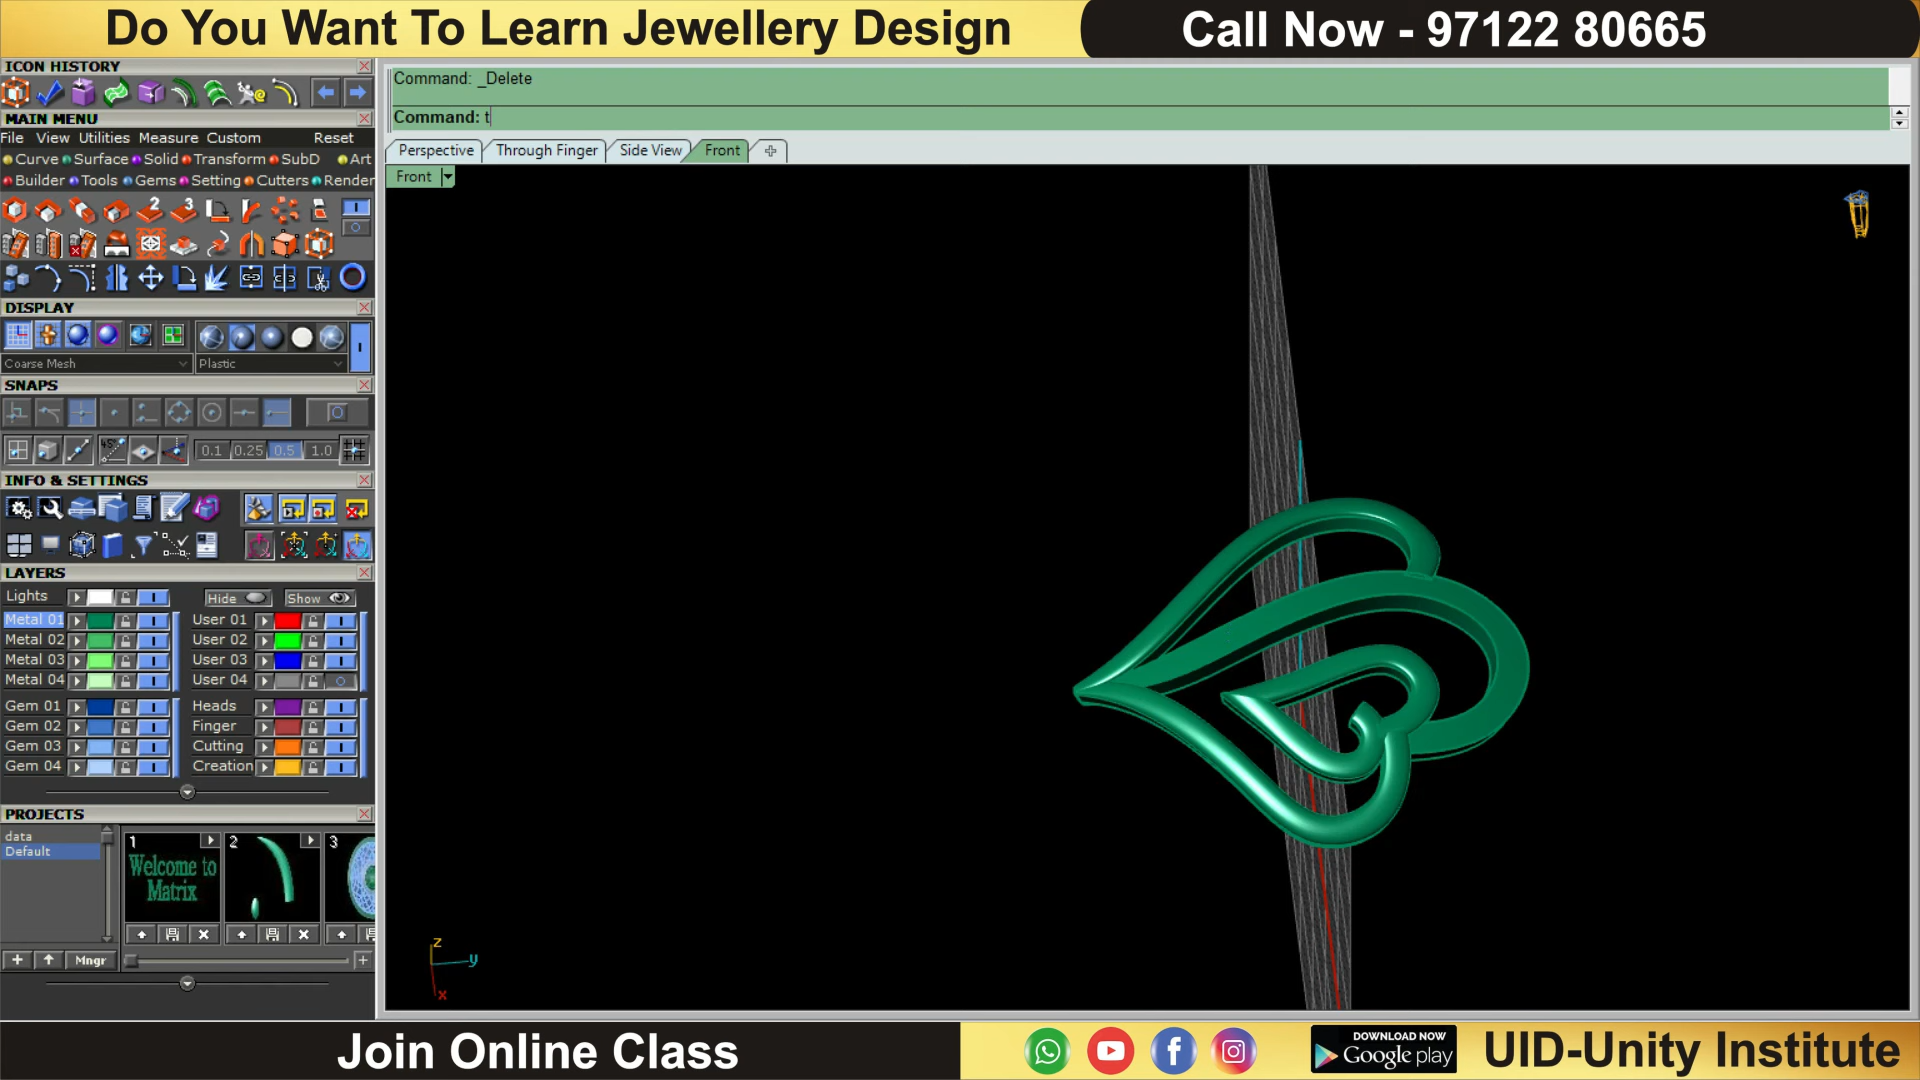 Do You Want To Learn Jewellery Design
Call Now - 97122 80665
ICON HISTORY
MAIN MENU
File View Utilities Measure Custom Reset
Curve Surface Solid Transform SubD Art
Builder Tools Gems Setting Cutters Render
2 3
DISPLAY
Coarse Mesh Plastic
SNAPS
45°
0.1 0.25 0.5 1.0
INFO & SETTINGS
LAYERS
Lights Hide Show
Metal 01 User 01
Metal 02 User 02
Metal 03 User 03
Metal 04 User 04
Gem 01 Heads
Gem 02 Finger
Gem 03 Cutting
Gem 04 Creation
PROJECTS
data
Default
1 2 3
Welcome to
Matrix
+ Mngr +
Command: _Delete
Command: t
Perspective Through Finger Side View Front
Front
z
y
x
Join Online Class
DOWNLOAD NOW
Google play
UID-Unity Institute